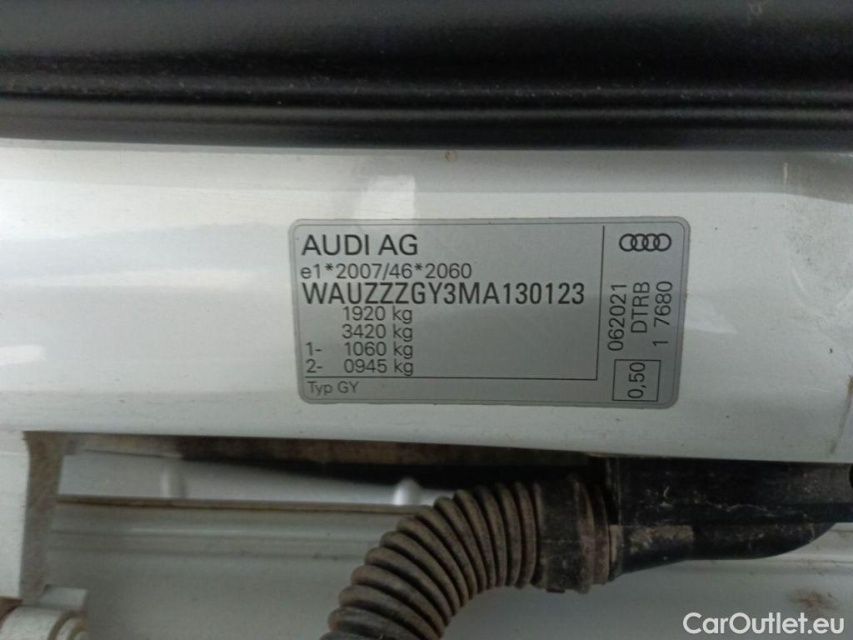 AUDI AG
e1*2007/46*2060
WAUZZZGY3MA130123
1920 kg
3420 kg
1- 1060 kg
2- 0945 kg
Typ GY
062021
DTRB
1 7680
0,50
CarOutlet.eu